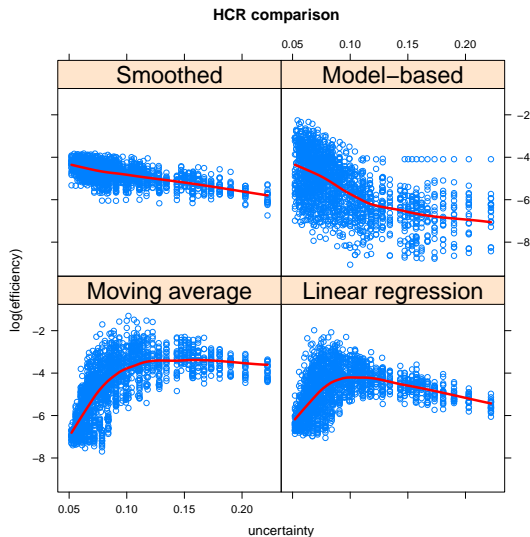 HCR comparison
0.05 0.10 0.15 0.20
Smoothed Model−based
−2
−4
−6
−8
Moving average Linear regression
−2
−4
−6
−8
0.05 0.10 0.15 0.20
log(efficiency)
uncertainty